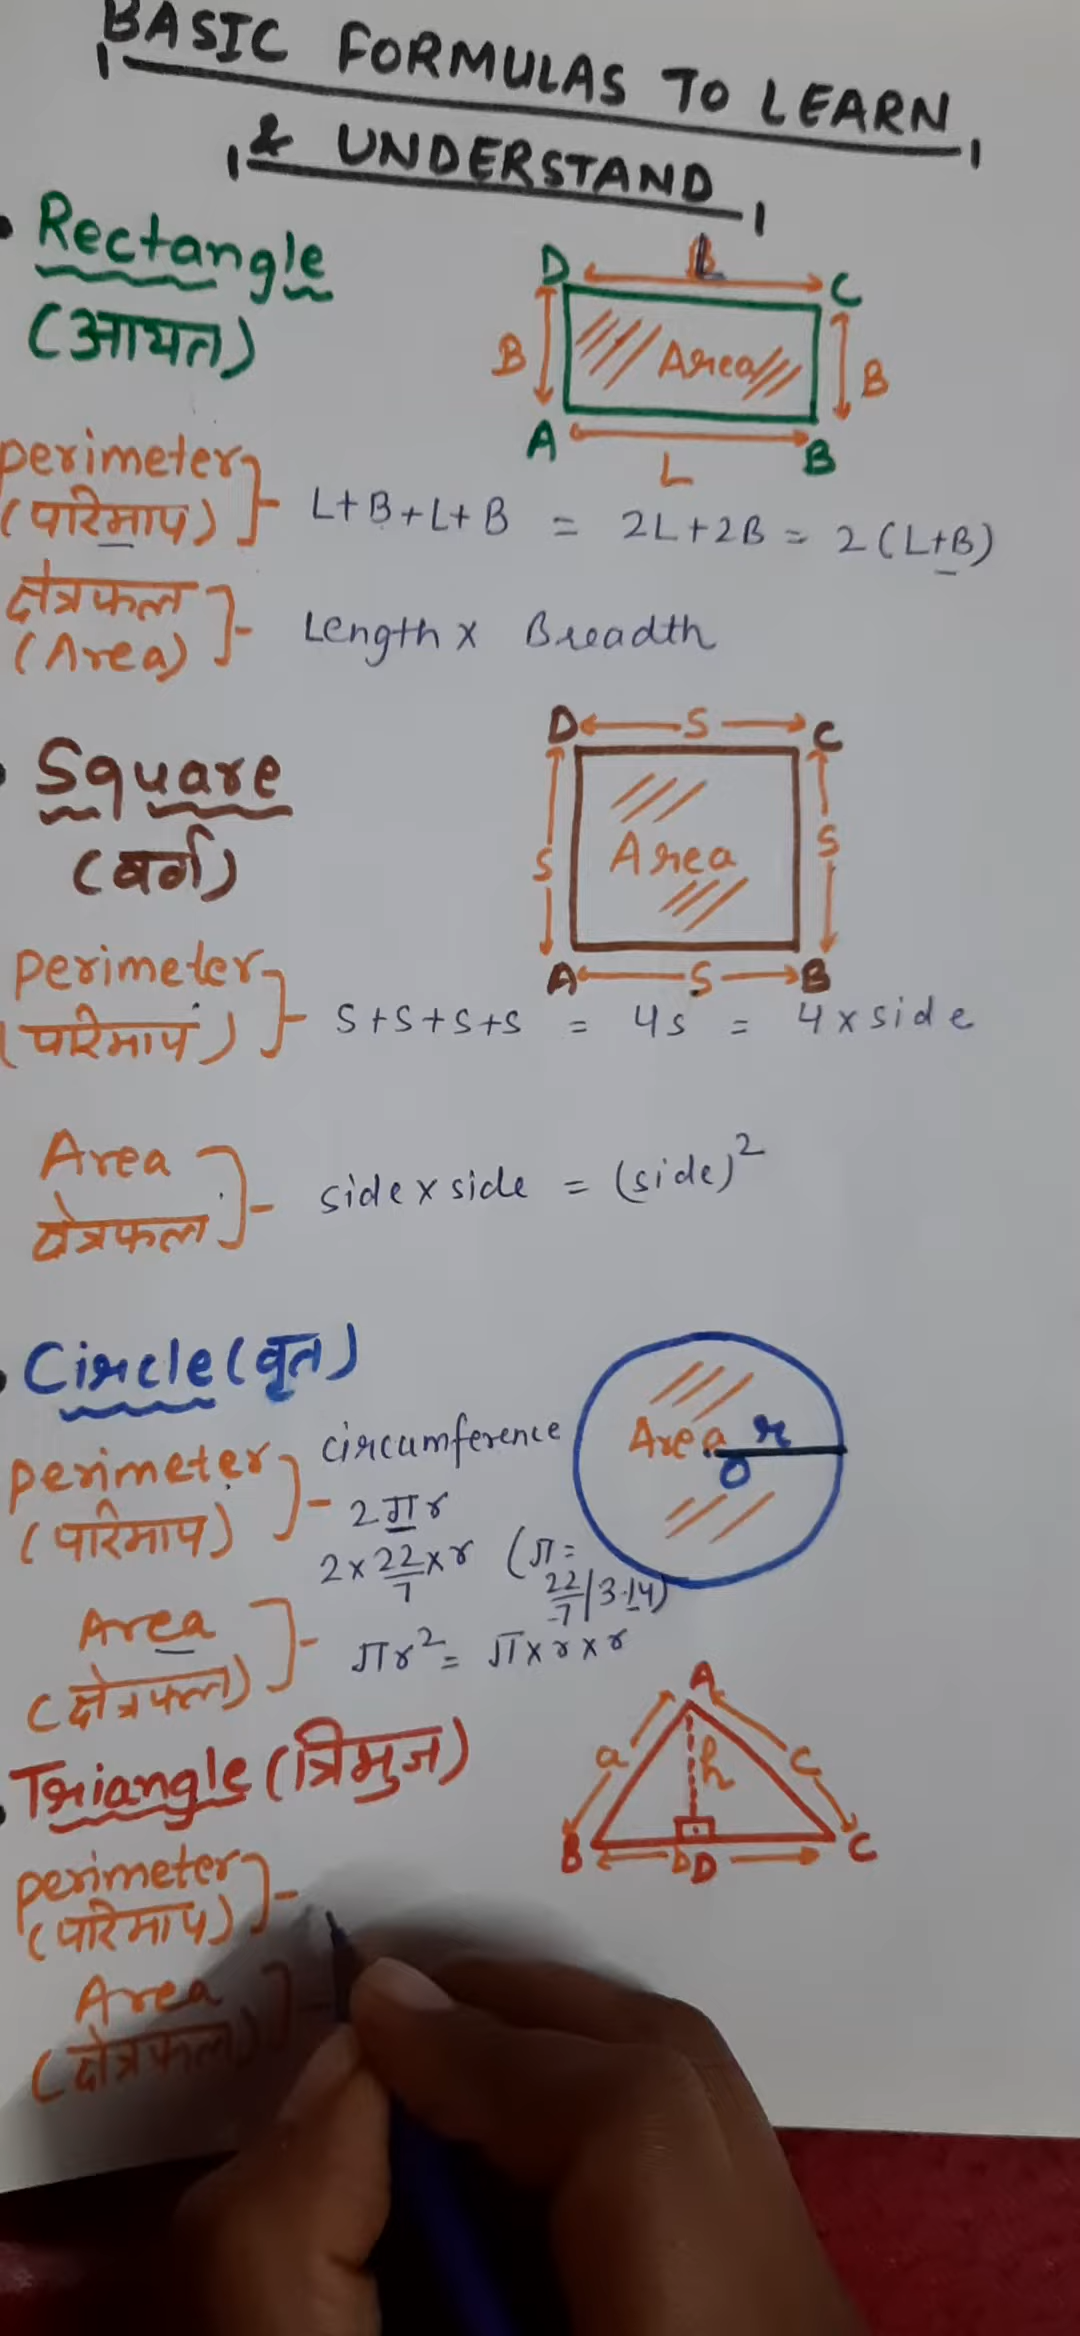 BASIC FORMULAS TO LEARN
& UNDERSTAND
Rectangle
(आयत)
D L C
B Area B
A L B
Perimeter
(परिमाप) - L+B+L+B = 2L+2B = 2(L+B)
क्षेत्रफल
(Area) - Length x Breadth
Square
(वर्ग)
D S C
S Area S
A S B
Perimeter
(परिमाप) - S+S+S+S = 4S = 4 x side
Area
क्षेत्रफल - side x side = (side)²
Circle (वृत)
Area r
O
Perimeter
(परिमाप) - circumference
2πr
2 x 22/7 x r (π = 22/7 / 3.14)
Area
(क्षेत्रफल) - πr² = π x r x r
Triangle (त्रिभुज)
A
a h C
B b D C
Perimeter
(परिमाप) -
Area
(क्षेत्रफल) -